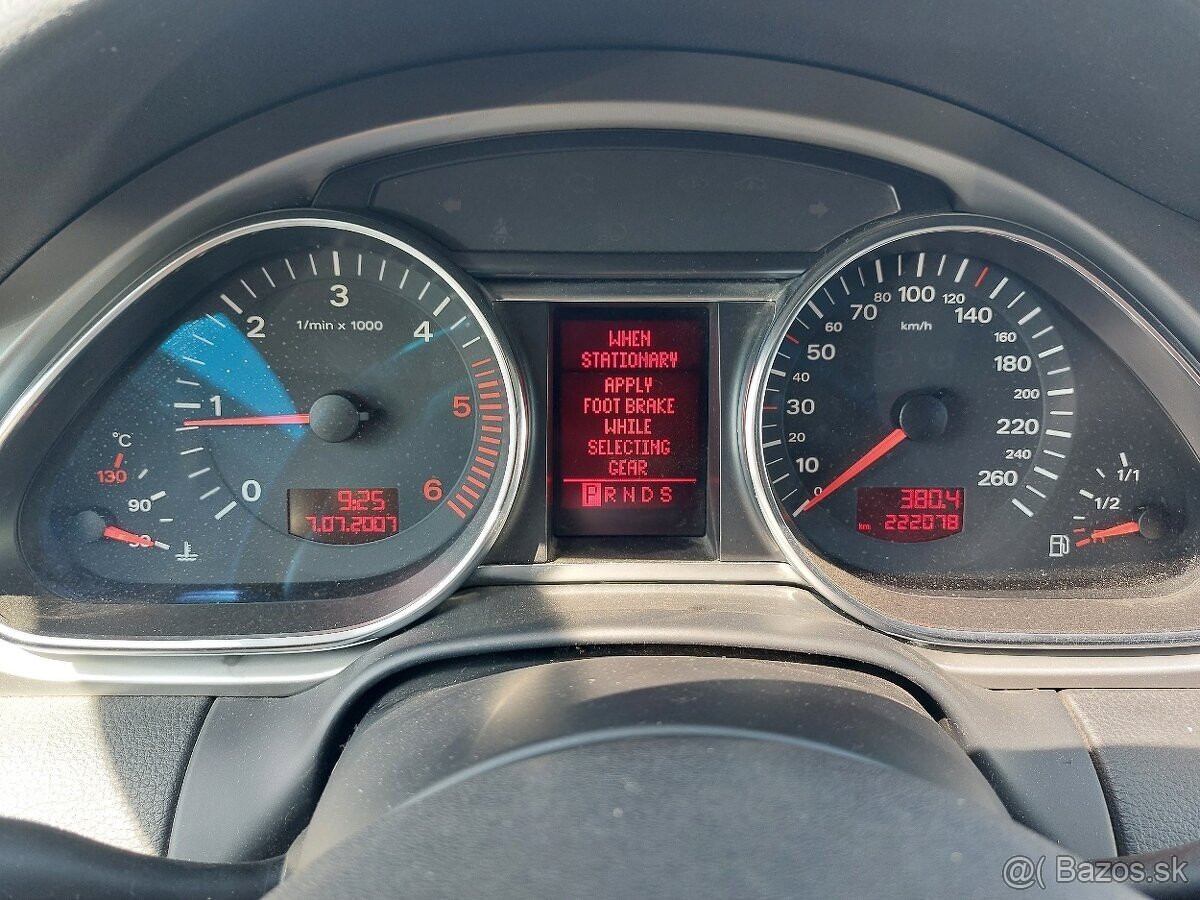 0
1
2
3
4
5
6
1/min x 1000
°C
130
90
9.25
7.07.2007
WHEN
STATIONARY
APPLY
FOOT BRAKE
WHILE
SELECTING
GEAR
PRNDS
0
10
20
30
40
50
60
70
80
100
120
140
160
180
200
220
240
260
km/h
380.4
km 222078
1/1
1/2
@( Bazos.sk